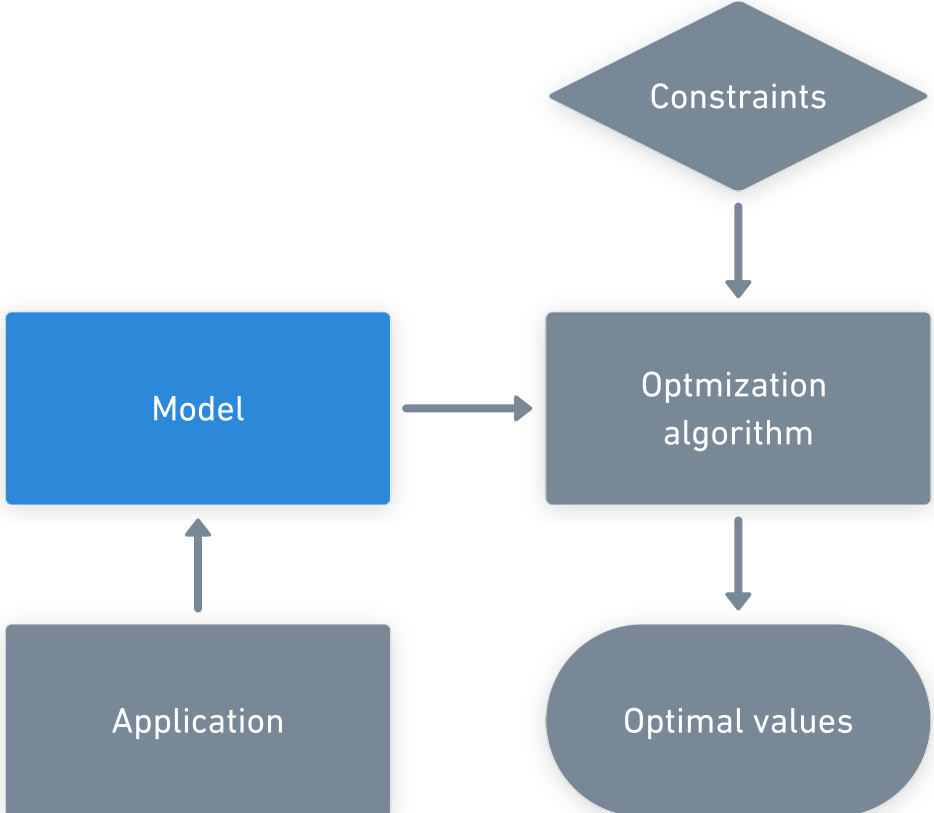 Constraints
Model
Optmization
algorithm
Application
Optimal values